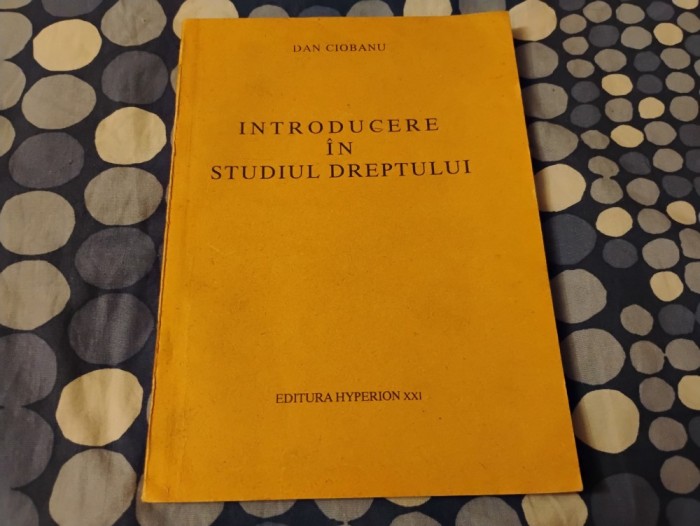 DAN CIOBANU
INTRODUCERE
ÎN
STUDIUL DREPTULUI
EDITURA HYPERION XXI